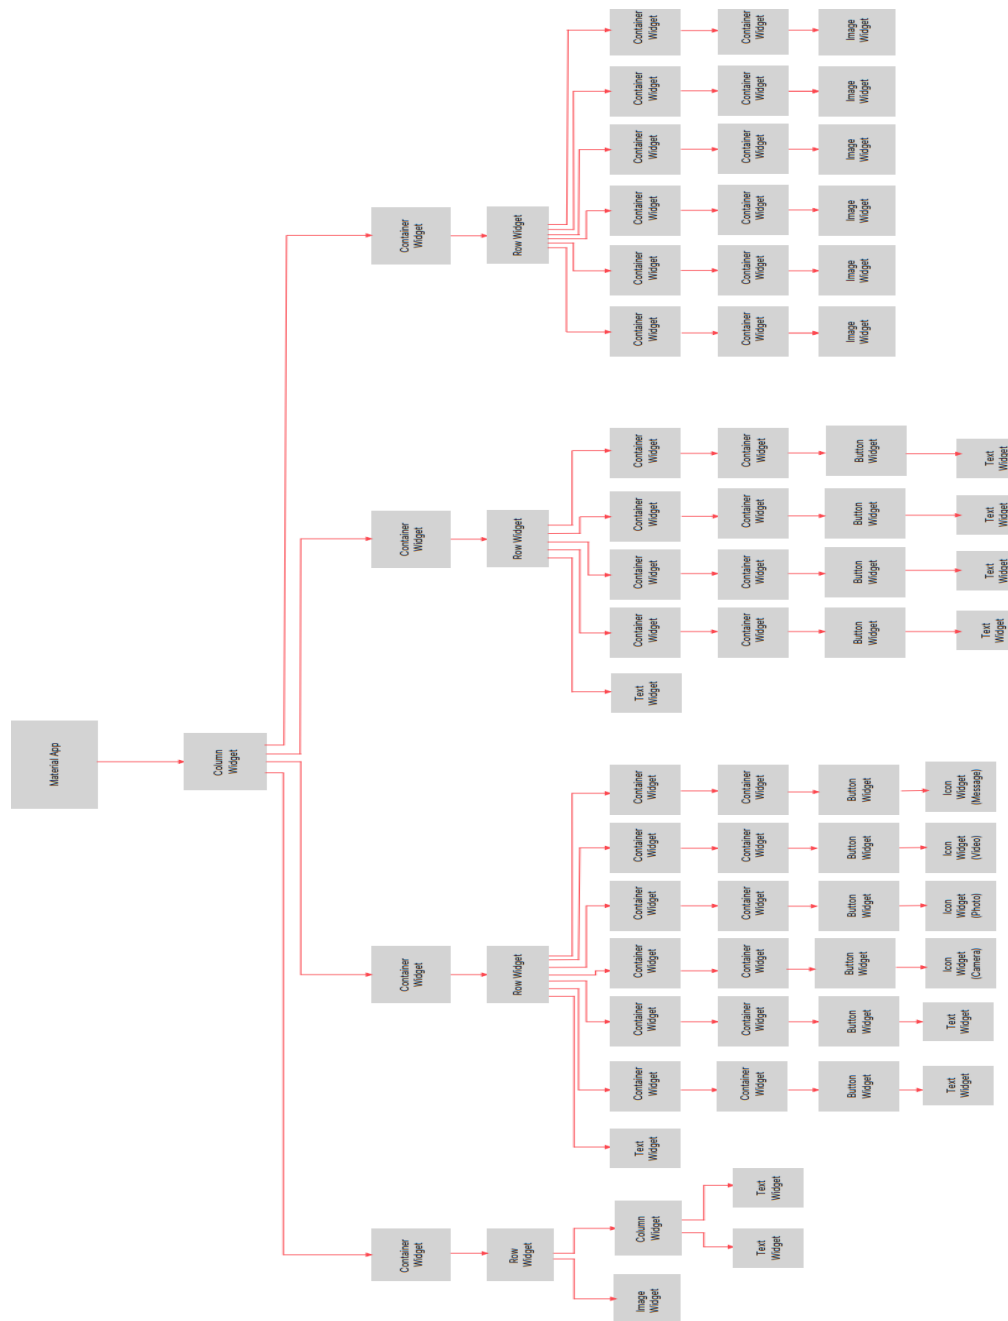 Material App
Column
Widget
Container
Widget
Container
Widget
Container
Widget
Container
Widget
Row
Widget
Row Widget
Row Widget
Row Widget
Image
Widget
Column
Widget
Text
Widget
Container
Widget
Container
Widget
Container
Widget
Container
Widget
Container
Widget
Container
Widget
Text
Widget
Container
Widget
Container
Widget
Container
Widget
Container
Widget
Container
Widget
Container
Widget
Container
Widget
Container
Widget
Container
Widget
Container
Widget
Text
Widget
Text
Widget
Container
Widget
Container
Widget
Container
Widget
Container
Widget
Container
Widget
Container
Widget
Container
Widget
Container
Widget
Container
Widget
Container
Widget
Container
Widget
Container
Widget
Container
Widget
Container
Widget
Container
Widget
Container
Widget
Button
Widget
Button
Widget
Button
Widget
Button
Widget
Button
Widget
Button
Widget
Button
Widget
Button
Widget
Button
Widget
Button
Widget
Image
Widget
Image
Widget
Image
Widget
Image
Widget
Image
Widget
Image
Widget
Text
Widget
Text
Widget
Icon
Widget
(Camera)
Icon
Widget
(Photo)
Icon
Widget
(Video)
Icon
Widget
(Message)
Text
Widget
Text
Widget
Text
Widget
Text
Widget